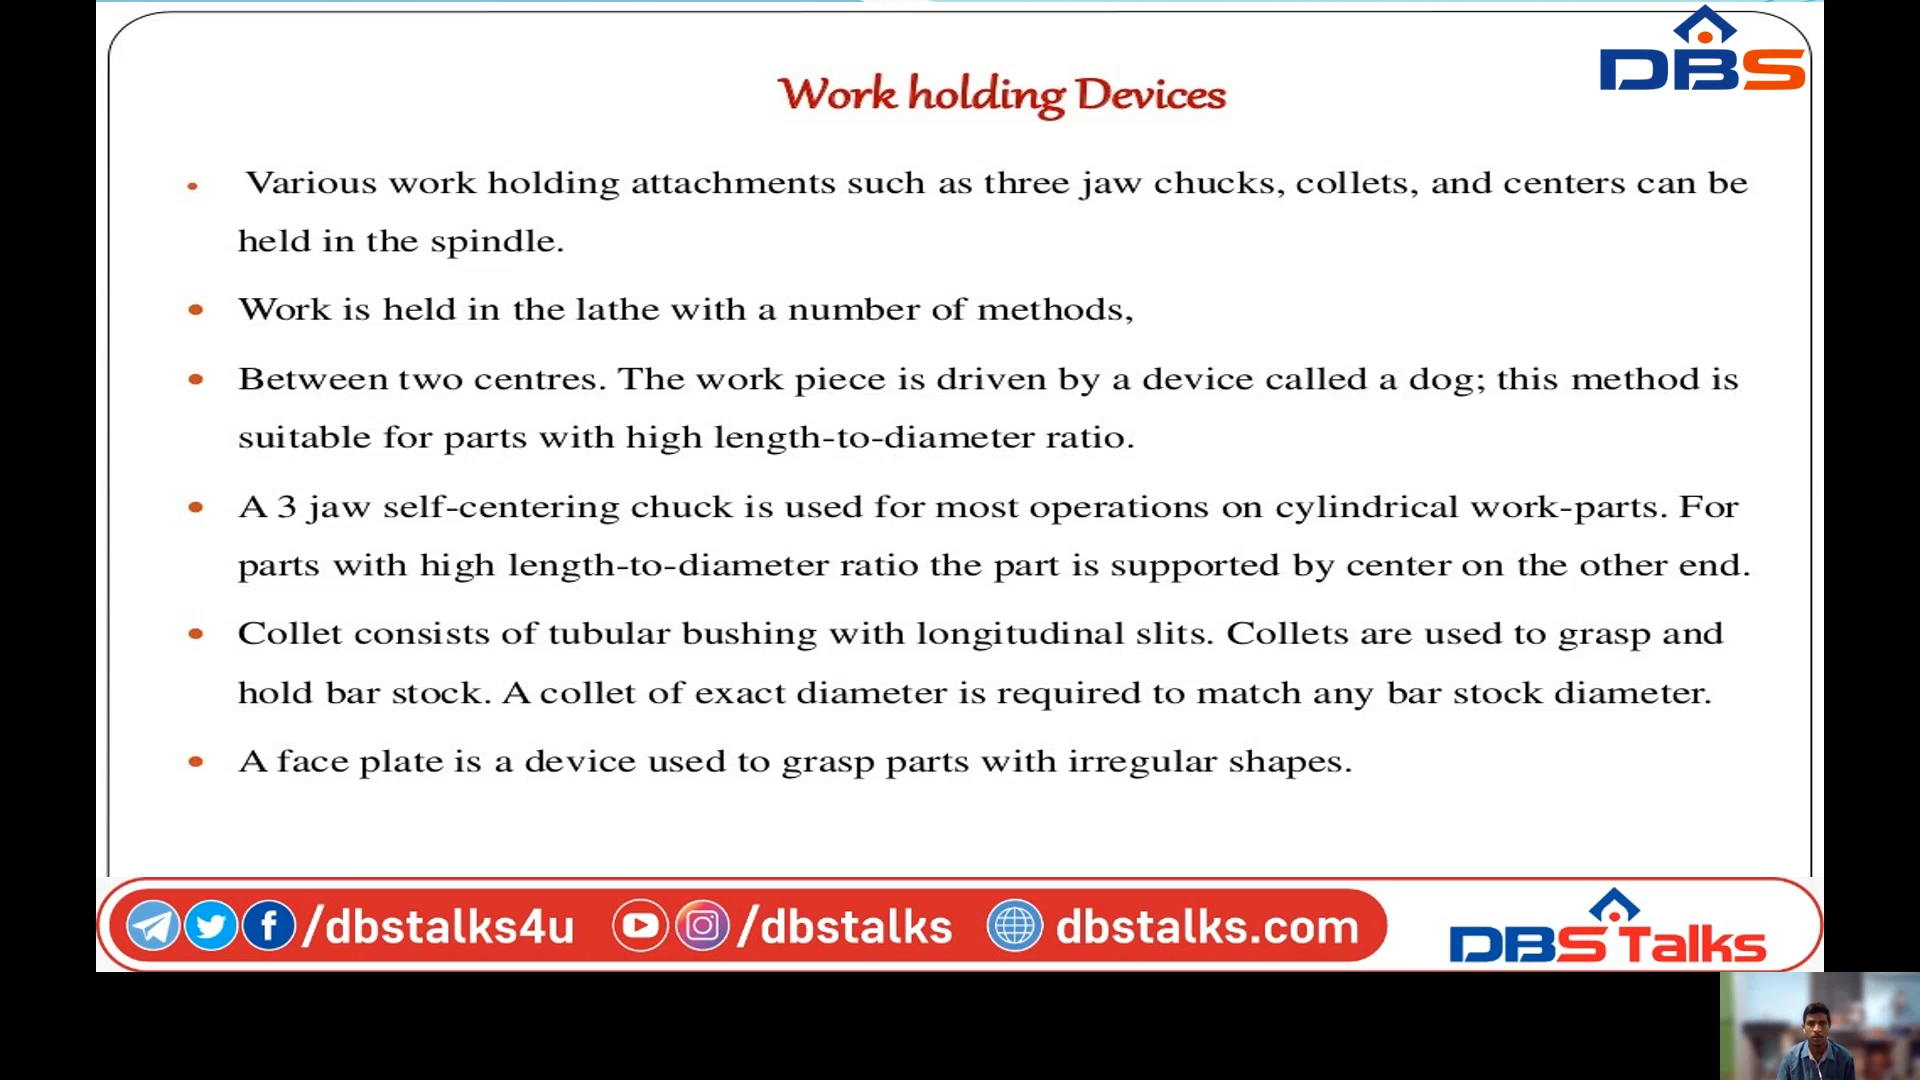 DBS
Work holding Devices
• Various work holding attachments such as three jaw chucks, collets, and centers can be
held in the spindle.
• Work is held in the lathe with a number of methods,
• Between two centres. The work piece is driven by a device called a dog; this method is
suitable for parts with high length-to-diameter ratio.
• A 3 jaw self-centering chuck is used for most operations on cylindrical work-parts. For
parts with high length-to-diameter ratio the part is supported by center on the other end.
• Collet consists of tubular bushing with longitudinal slits. Collets are used to grasp and
hold bar stock. A collet of exact diameter is required to match any bar stock diameter.
• A face plate is a device used to grasp parts with irregular shapes.
/dbstalks4u /dbstalks dbstalks.com
DBS Talks